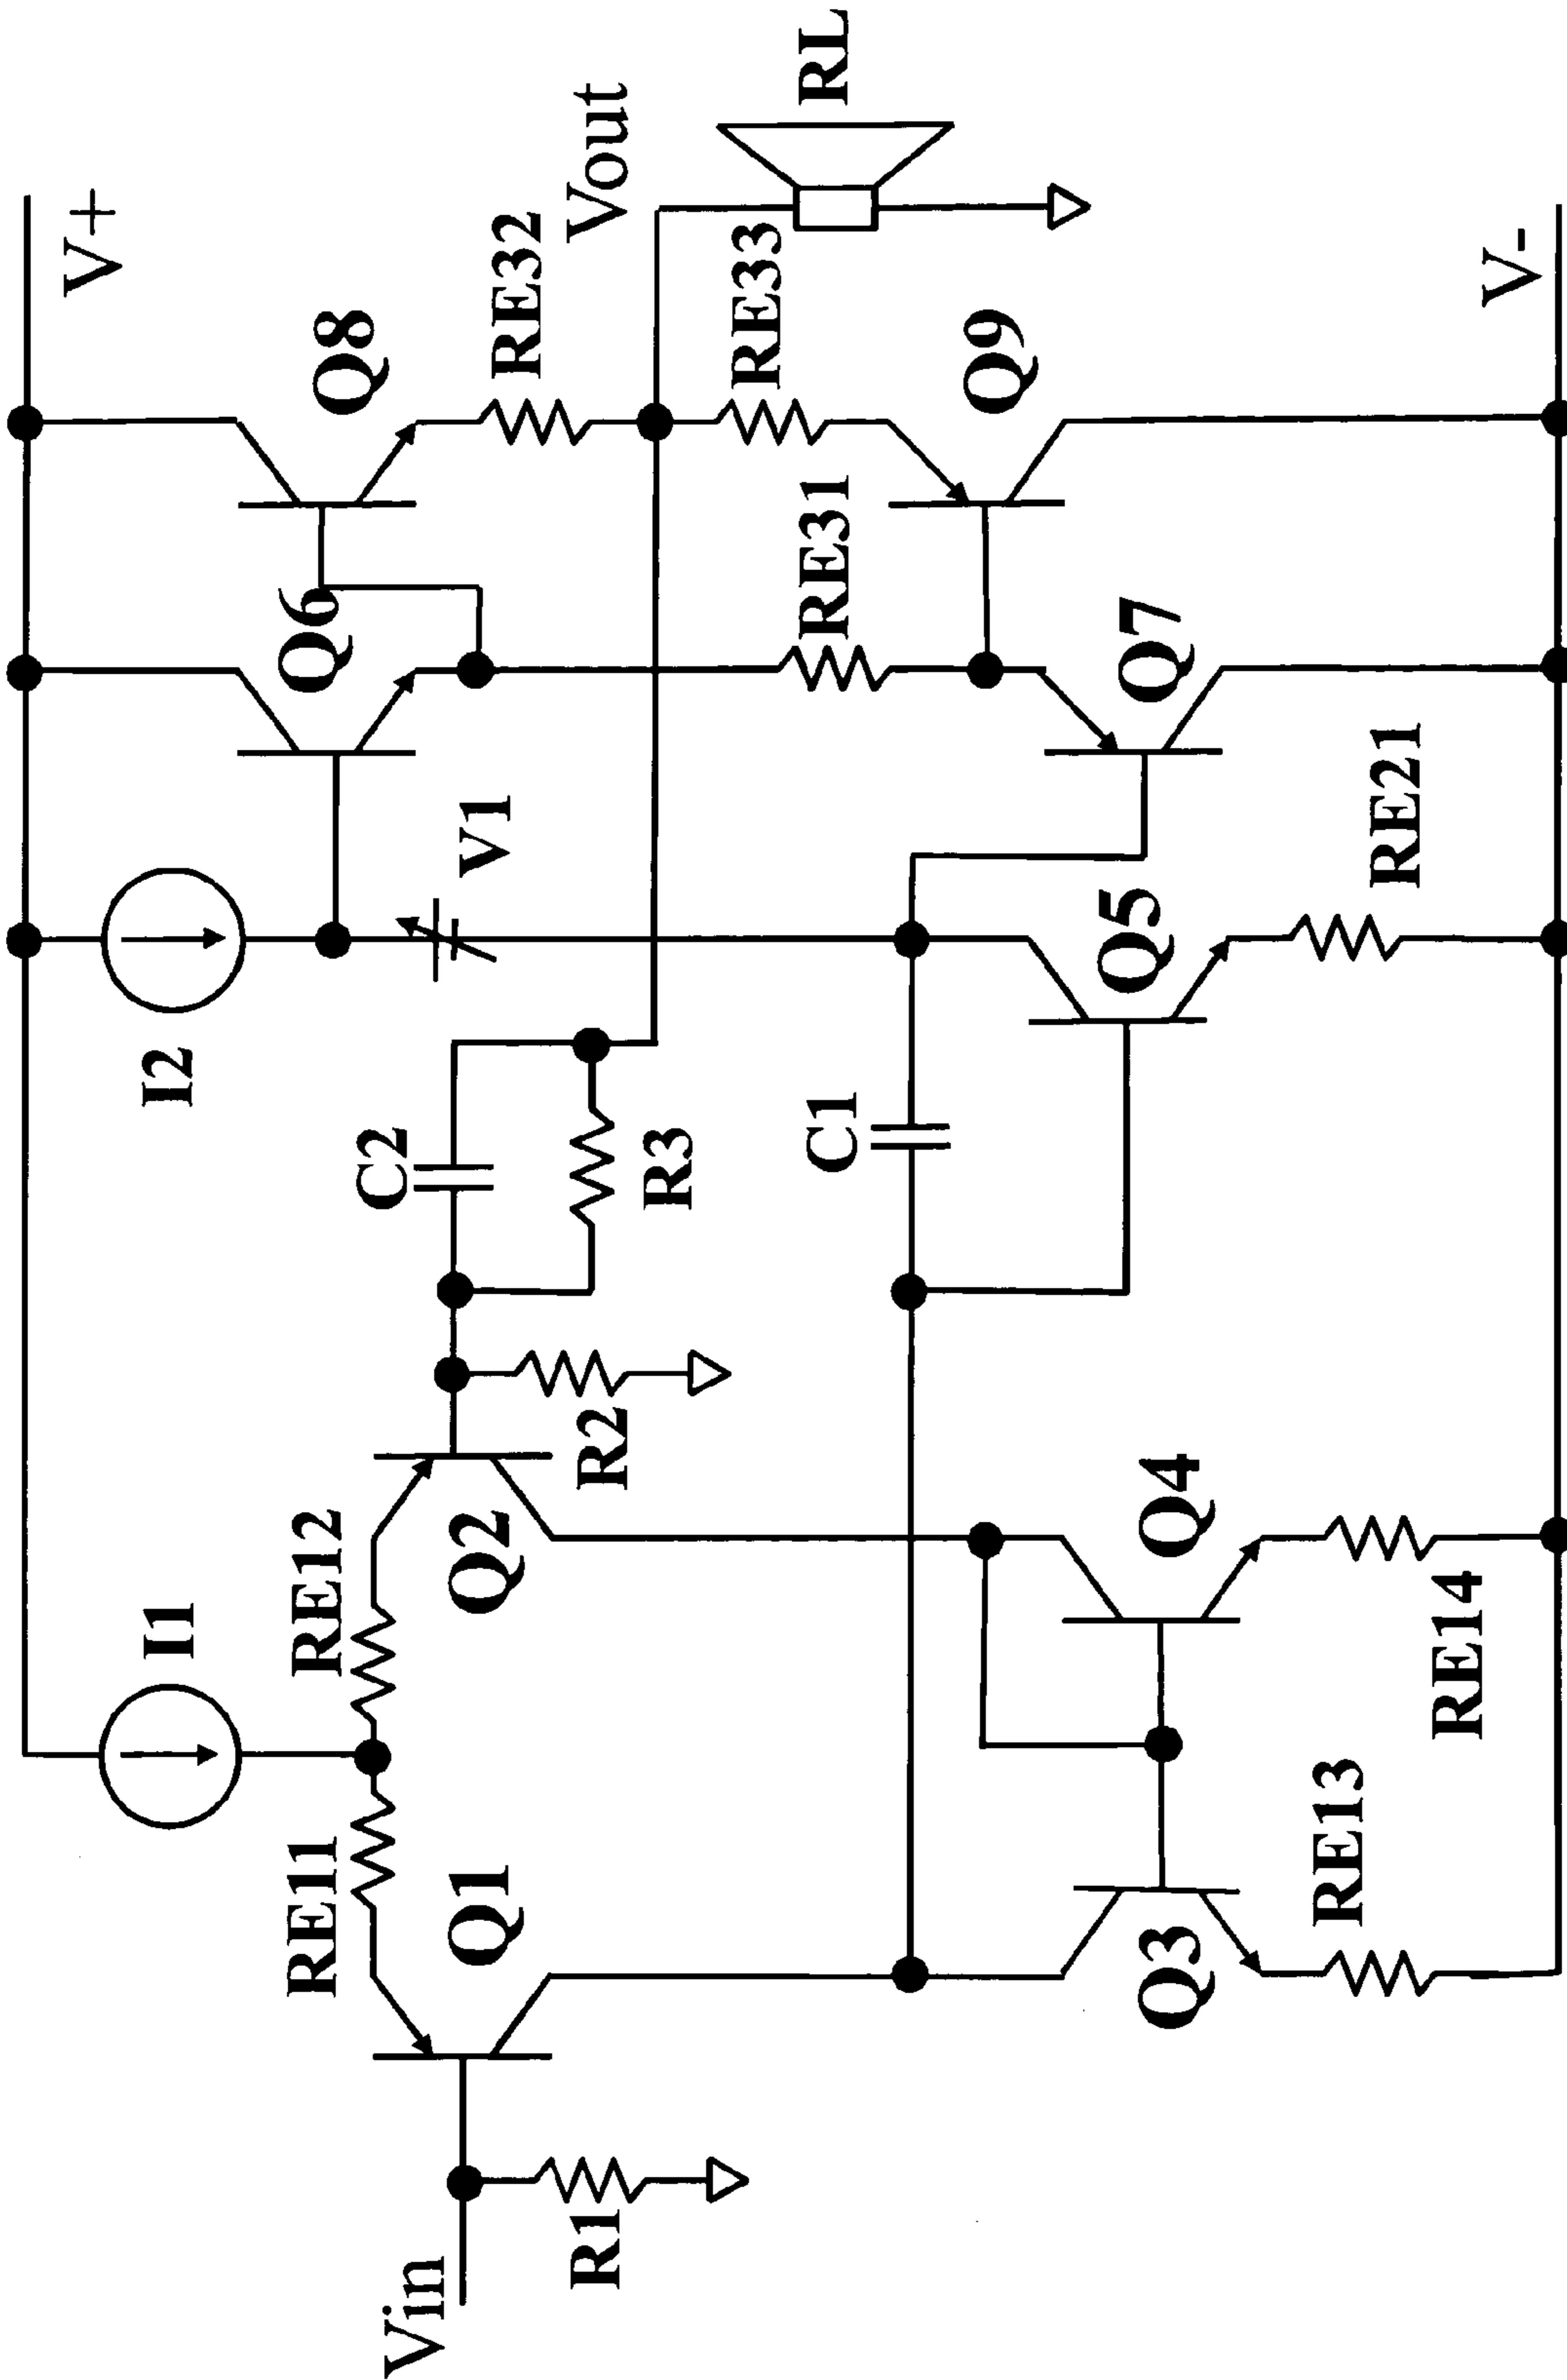 V+
I1
I2
Q6
Q8
RE11
RE12
C2
V1
RE32
Vin
Q1
Q2
Vout
R1
R2
R3
RE33
RL
C1
RE31
Q9
Q3
Q4
Q5
Q7
RE13
RE14
RE21
V-